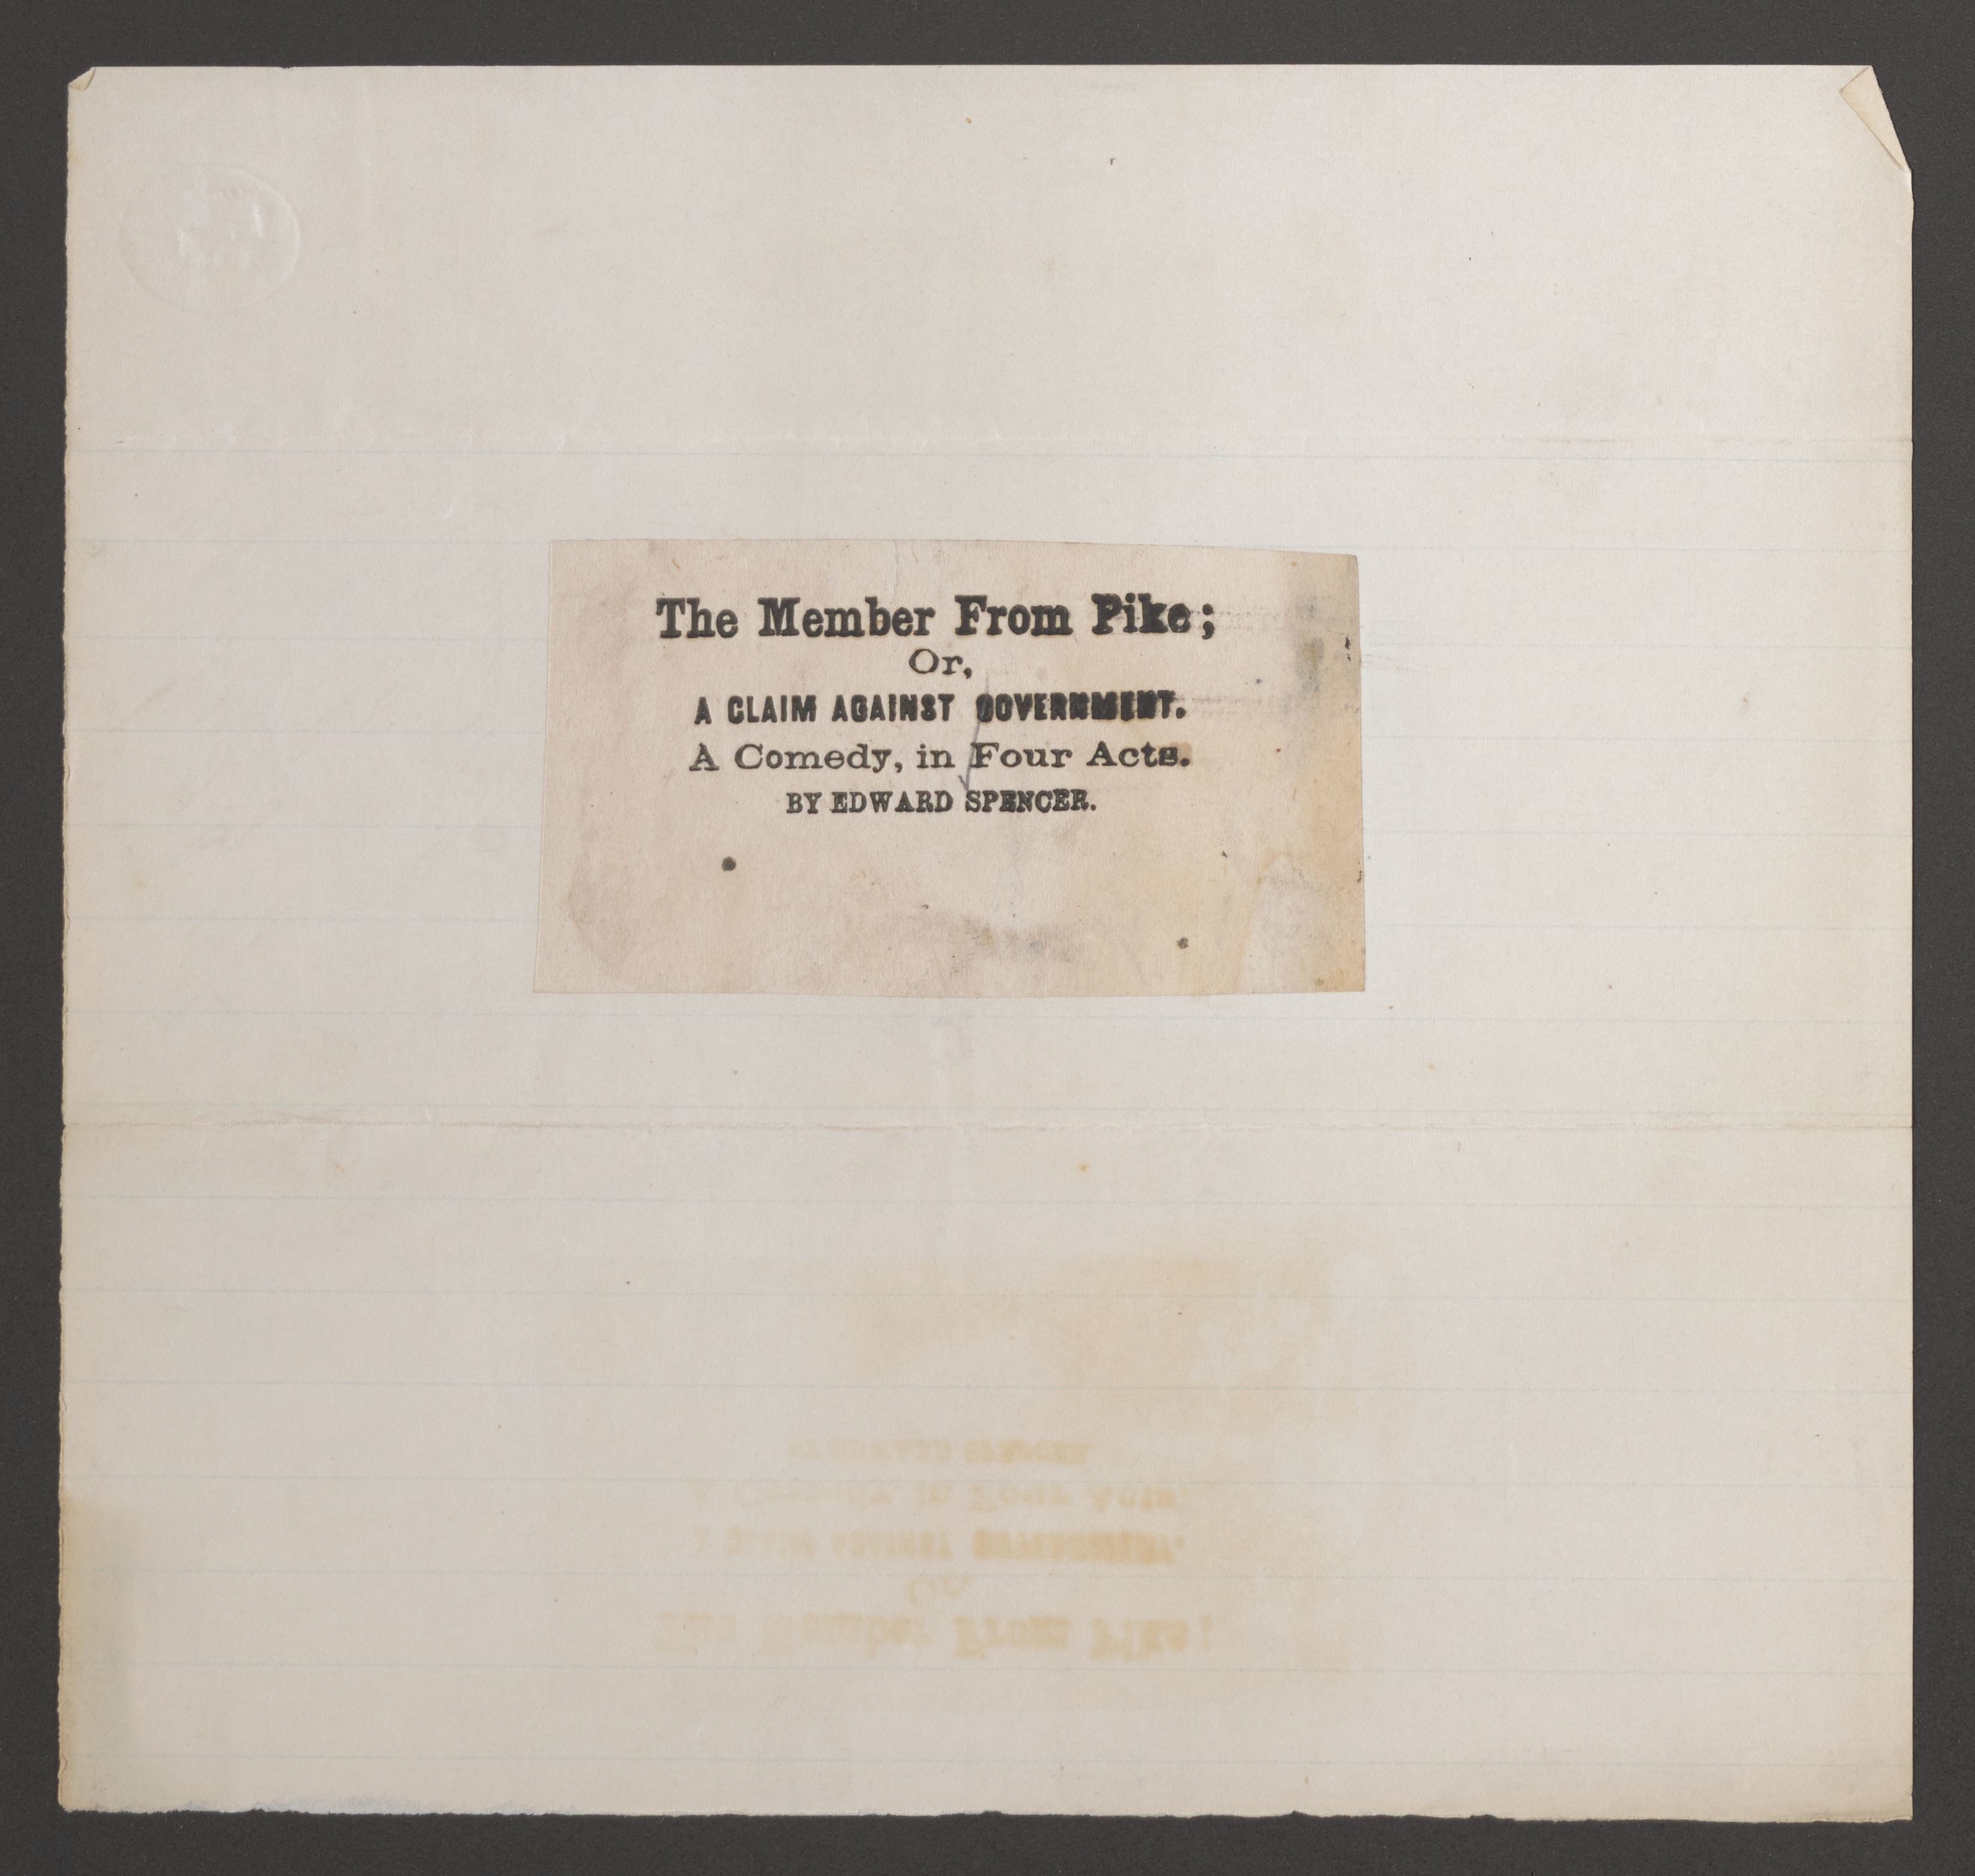 The Member From Pike;
Or,
A CLAIM AGAINST GOVERNMENT.
A Comedy, in Four Acts.
BY EDWARD SPENCER.